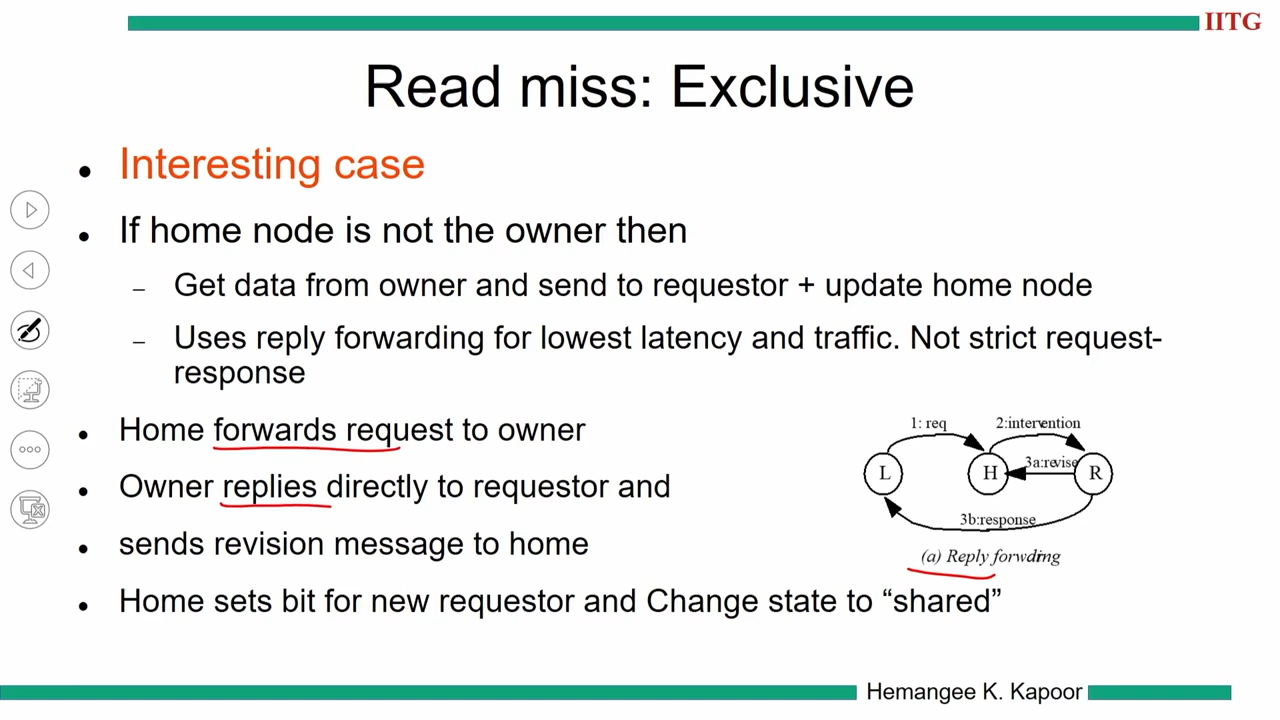 IITG
Read miss: Exclusive
• Interesting case
• If home node is not the owner then
– Get data from owner and send to requestor + update home node
– Uses reply forwarding for lowest latency and traffic. Not strict request-
response
• Home forwards request to owner
• Owner replies directly to requestor and
• sends revision message to home
• Home sets bit for new requestor and Change state to “shared”
1: req
2:intervention
L
H
3a:revise
R
3b:response
(a) Reply forwding
Hemangee K. Kapoor